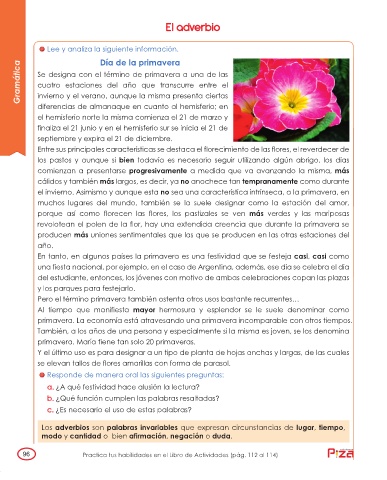 El adverbio
Gramática
Lee y analiza la siguiente información.
Día de la primavera
Se designa con el término de primavera a una de las
cuatro estaciones del año que transcurre entre el
invierno y el verano, aunque la misma presenta ciertas
diferencias de almanaque en cuanto al hemisferio; en
el hemisferio norte la misma comienza el 21 de marzo y
finaliza el 21 junio y en el hemisferio sur se inicia el 21 de
septiembre y expira el 21 de diciembre.
Entre sus principales características se destaca el florecimiento de las flores, el reverdecer de
los pastos y aunque si bien todavía es necesario seguir utilizando algún abrigo, los días
comienzan a presentarse progresivamente a medida que va avanzando la misma, más
cálidos y también más largos, es decir, ya no anochece tan tempranamente como durante
el invierno. Asimismo y aunque esta no sea una característica intrínseca, a la primavera, en
muchos lugares del mundo, también se la suele designar como la estación del amor,
porque así como florecen las flores, los pastizales se ven más verdes y las mariposas
revolotean el polen de la flor, hay una extendida creencia que durante la primavera se
producen más uniones sentimentales que las que se producen en las otras estaciones del
año.
En tanto, en algunos países la primavera es una festividad que se festeja casi, casi como
una fiesta nacional, por ejemplo, en el caso de Argentina, además, ese día se celebra el día
del estudiante, entonces, los jóvenes con motivo de ambas celebraciones copan las plazas
y los parques para festejarlo.
Pero el término primavera también ostenta otros usos bastante recurrentes...
Al tiempo que manifiesta mayor hermosura y esplendor se le suele denominar como
primavera. La economía está atravesando una primavera incomparable con otros tiempos.
También, a los años de una persona y especialmente si la misma es joven, se los denomina
primavera. María tiene tan solo 20 primaveras.
Y el último uso es para designar a un tipo de planta de hojas anchas y largas, de las cuales
se elevan tallos de flores amarillas con forma de parasol.
Responde de manera oral las siguientes preguntas:
a. ¿A qué festividad hace alusión la lectura?
b. ¿Qué función cumplen las palabras resaltadas?
c. ¿Es necesario el uso de estas palabras?
Los adverbios son palabras invariables que expresan circunstancias de lugar, tiempo,
modo y cantidad o bien afirmación, negación o duda.
96
Practica tus habilidades en el Libro de Actividades (pág. 112 al 114)
Piza